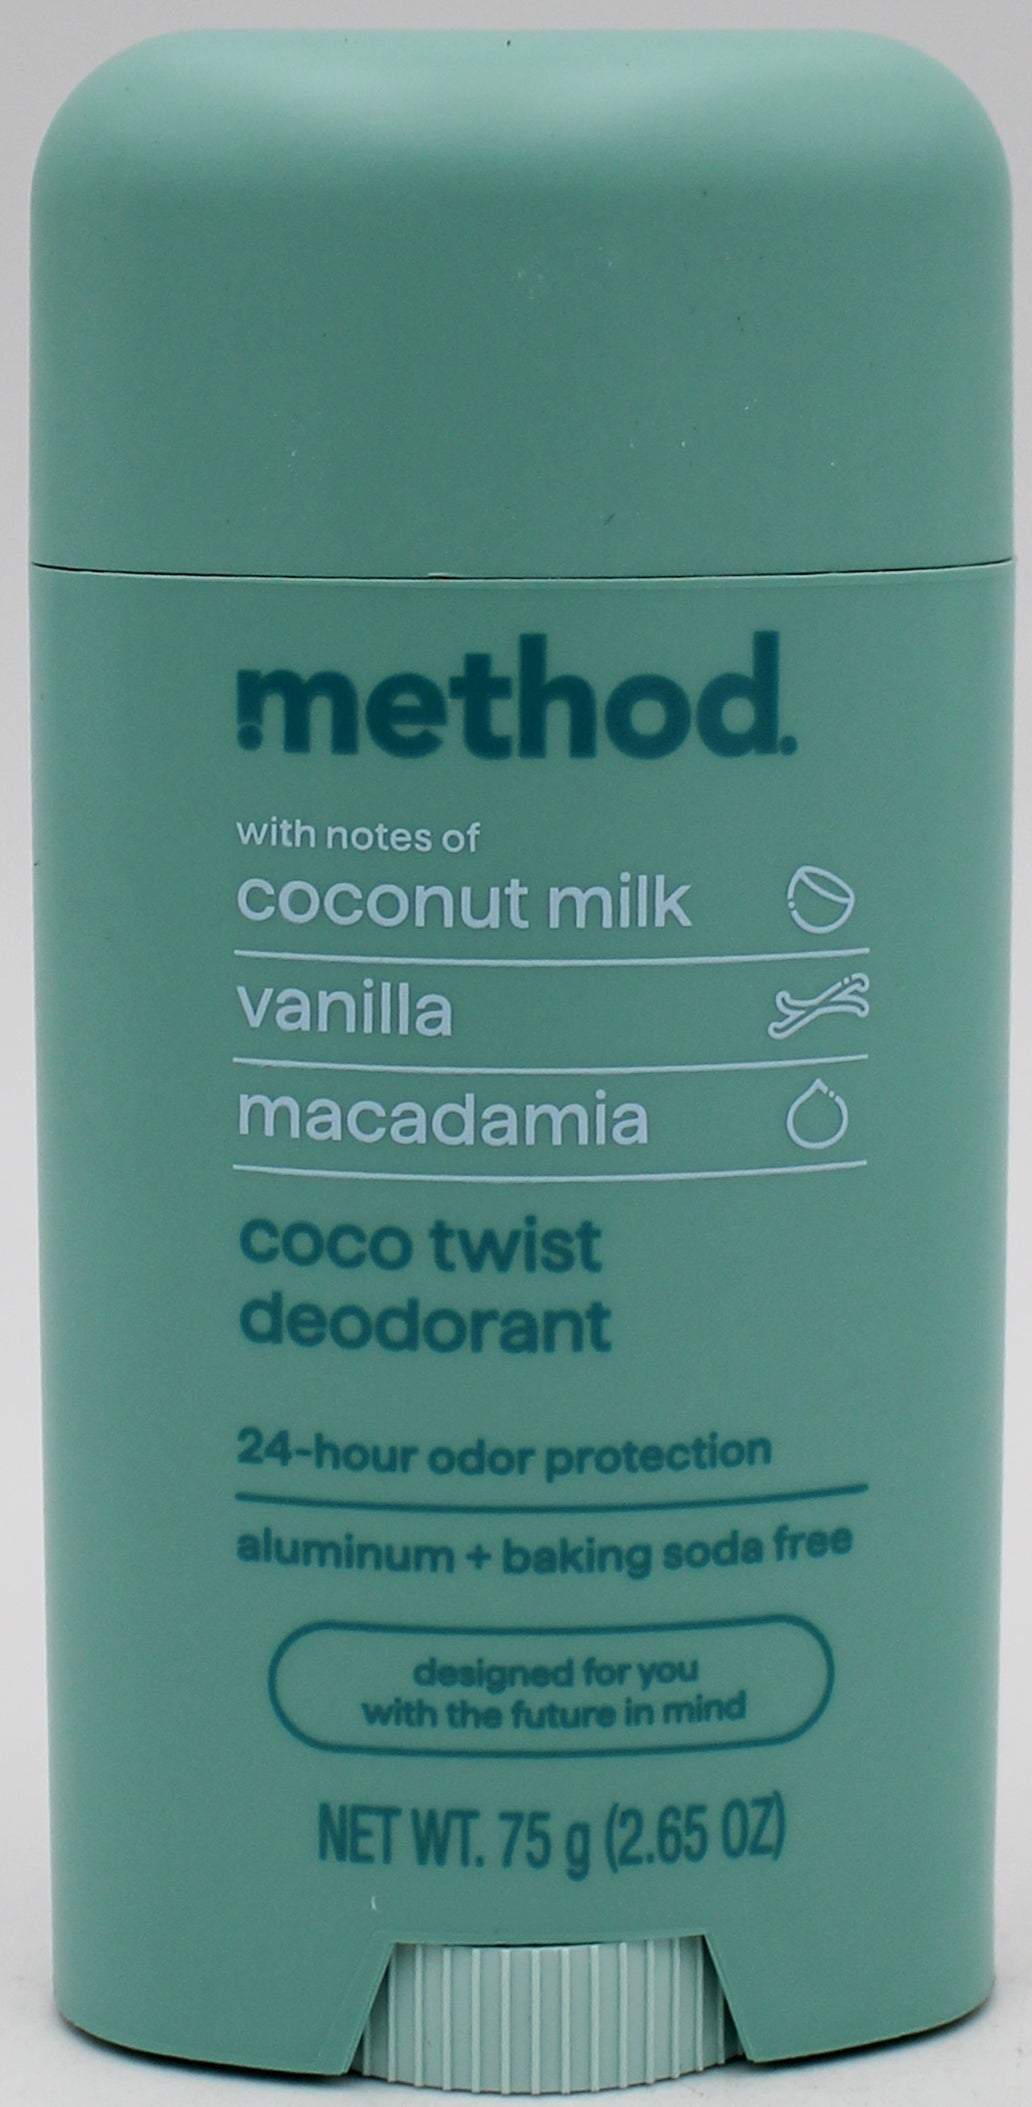 method.
with notes of
coconut milk
vanilla
macadamia
coco twist
deodorant
24-hour odor protection
aluminum + baking soda free
designed for you
with the future in mind
NET WT. 75 g (2.65 OZ)